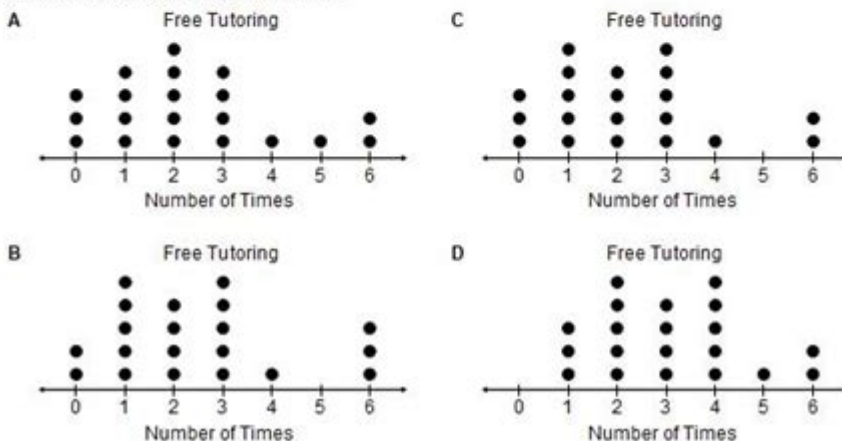 A
Free Tutoring
0 1 2 3 4 5 6
Number of Times
C
Free Tutoring
0 1 2 3 4 5 6
Number of Times
B
Free Tutoring
0 1 2 3 4 5 6
Number of Times
D
Free Tutoring
0 1 2 3 4 5 6
Number of Times